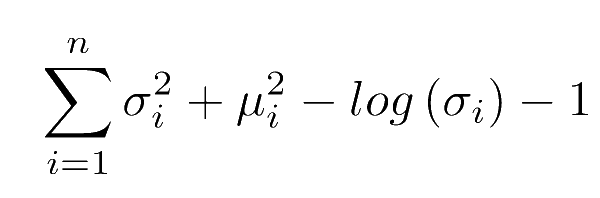 \sum_{i=1}^{n} \sigma_i^2 + \mu_i^2 - log\,(\sigma_i) - 1